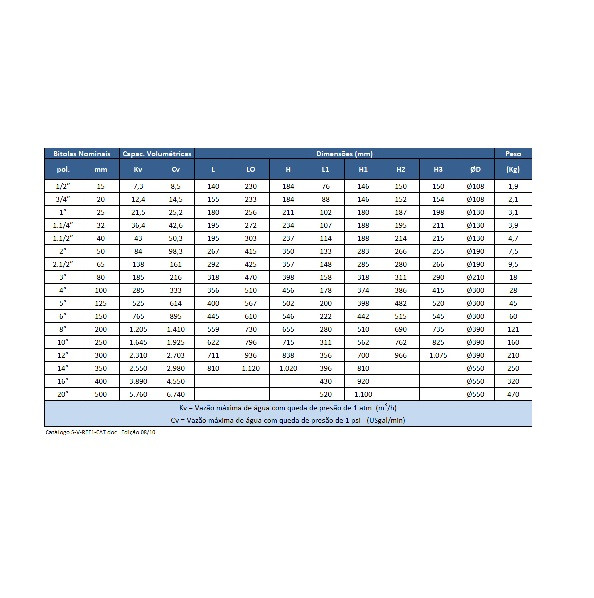 Bitolas Nominais Capac. Volumétricas Dimensões (mm) Peso
pol. mm Kv Cv L LO H L1 H1 H2 H3 ØD (Kg)
1/2" 15 7,3 8,5 140 230 184 76 146 150 150 Ø108 1,9
3/4" 20 12,4 14,5 155 233 184 88 146 152 154 Ø108 2,1
1" 25 21,5 25,2 180 256 211 102 180 187 198 Ø130 3,1
1.1/4" 32 36,4 42,6 195 272 234 107 188 195 211 Ø130 3,9
1.1/2" 40 43 50,3 195 303 237 114 188 214 215 Ø130 4,7
2" 50 84 98,3 267 415 350 133 283 266 255 Ø190 7,5
2.1/2" 65 138 161 292 425 357 148 285 280 266 Ø190 9,5
3" 80 185 216 318 470 398 158 318 311 290 Ø210 18
4" 100 285 333 356 510 456 178 374 386 415 Ø300 28
5" 125 525 614 400 567 502 200 398 482 520 Ø300 45
6" 150 765 895 445 610 546 222 442 515 545 Ø300 60
8" 200 1.205 1.410 559 730 655 280 510 690 735 Ø390 121
10" 250 1.645 1.925 622 796 715 311 562 762 825 Ø390 160
12" 300 2.310 2.703 711 936 838 356 700 966 1.075 Ø390 210
14" 350 2.550 2.980 810 1.120 1.020 396 810 Ø550 250
16" 400 3.890 4.550 430 920 Ø550 320
20" 500 5.760 6.740 520 1.100 Ø550 470
Kv = Vazão máxima de água com queda de presão de 1 atm (m³/h)
Cv = Vazão máxima de água com queda de presão de 1 psi (USgal/min)
Catálogo Edição 08/10